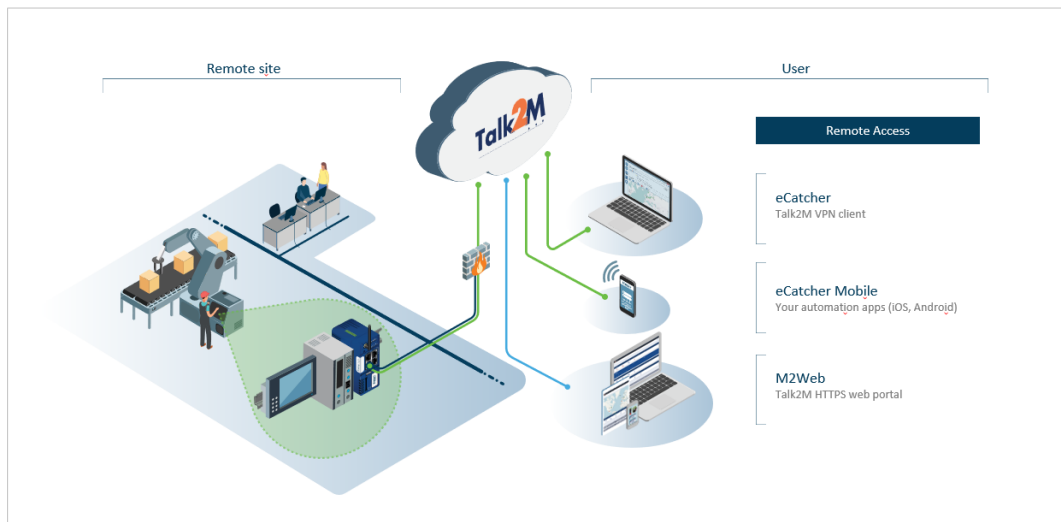 Remote site
User
Talk2M
Remote Access
eCatcher
Talk2M VPN client
eCatcher Mobile
Your automation apps (iOS, Android)
M2Web
Talk2M HTTPS web portal